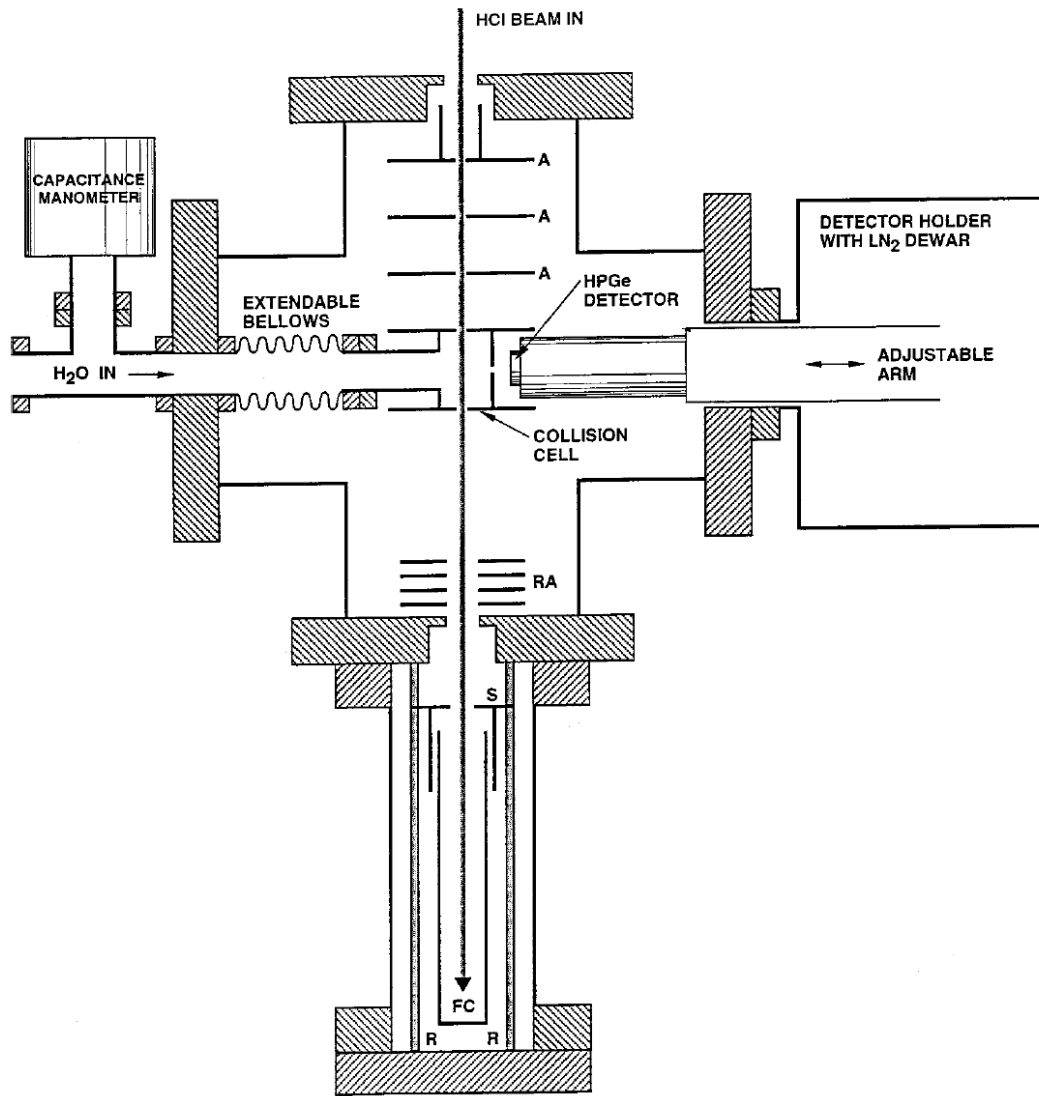 HCI BEAM IN
A
CAPACITANCE
MANOMETER
A
DETECTOR HOLDER
WITH LN₂ DEWAR
A
HPGe
DETECTOR
EXTENDABLE
BELLOWS
H₂O IN
ADJUSTABLE
ARM
COLLISION
CELL
RA
S
FC
R
R